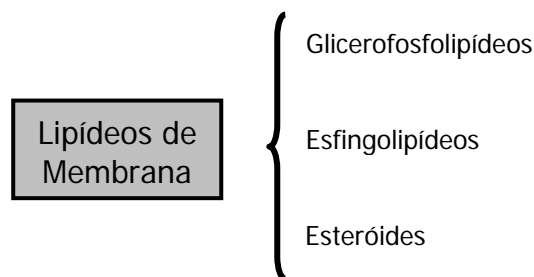 Glicerofosfolipídeos
Lipídeos de
Membrana
Esfingolipídeos
Esteróides